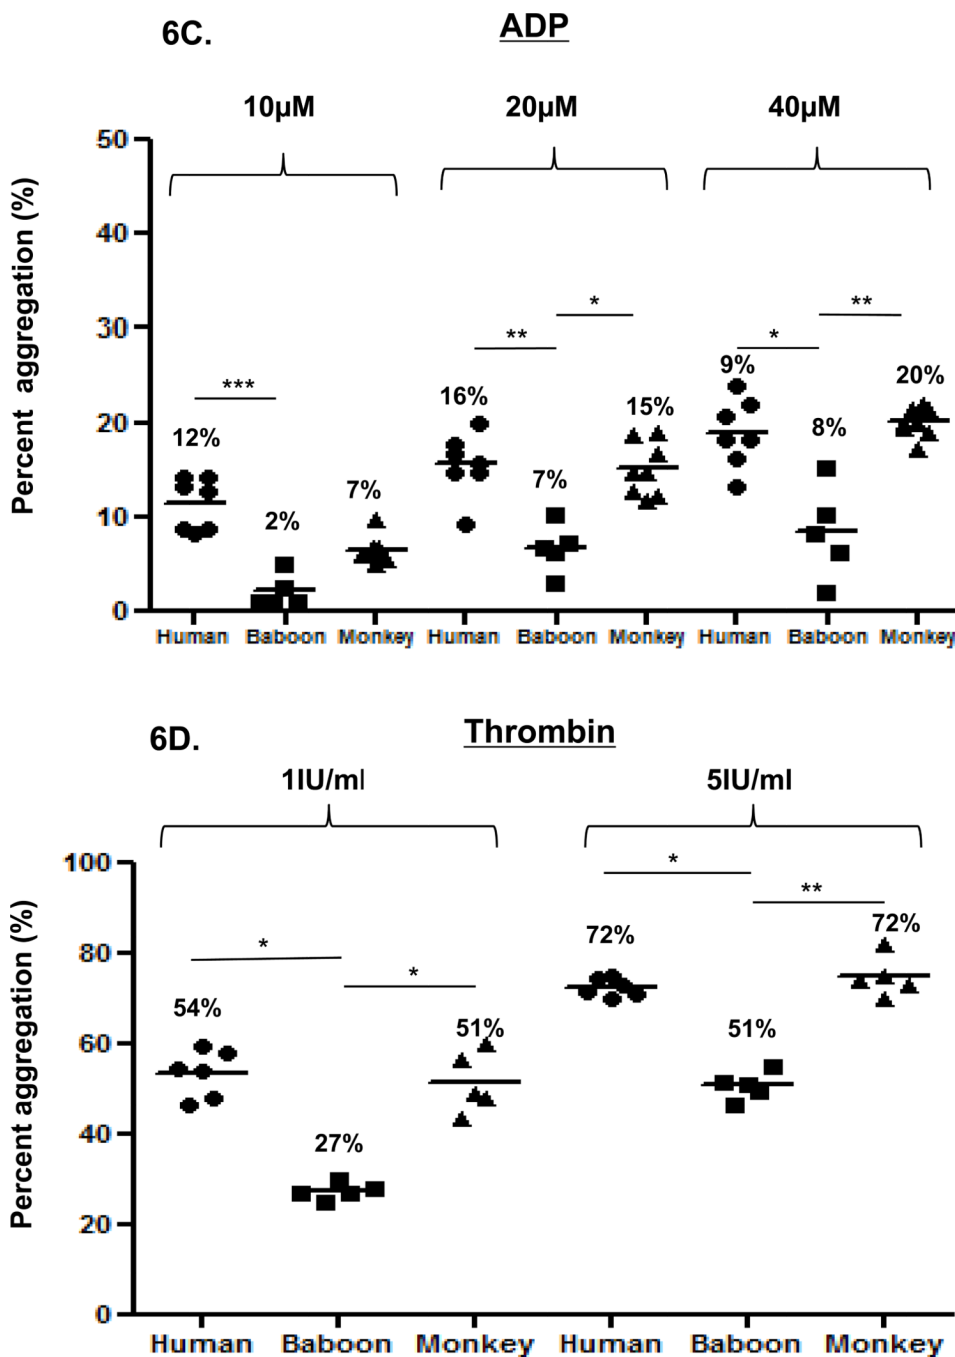 6C. ADP
10µM 20µM 40µM
Percent aggregation (%)
50
40
30
20
10
0
*** ** * * **
12% 2% 7% 16% 7% 15% 9% 8% 20%
Human Baboon Monkey Human Baboon Monkey Human Baboon Monkey
6D. Thrombin
1IU/ml 5IU/ml
Percent aggregation (%)
100
80
60
40
20
0
* * * **
54% 27% 51% 72% 51% 72%
Human Baboon Monkey Human Baboon Monkey